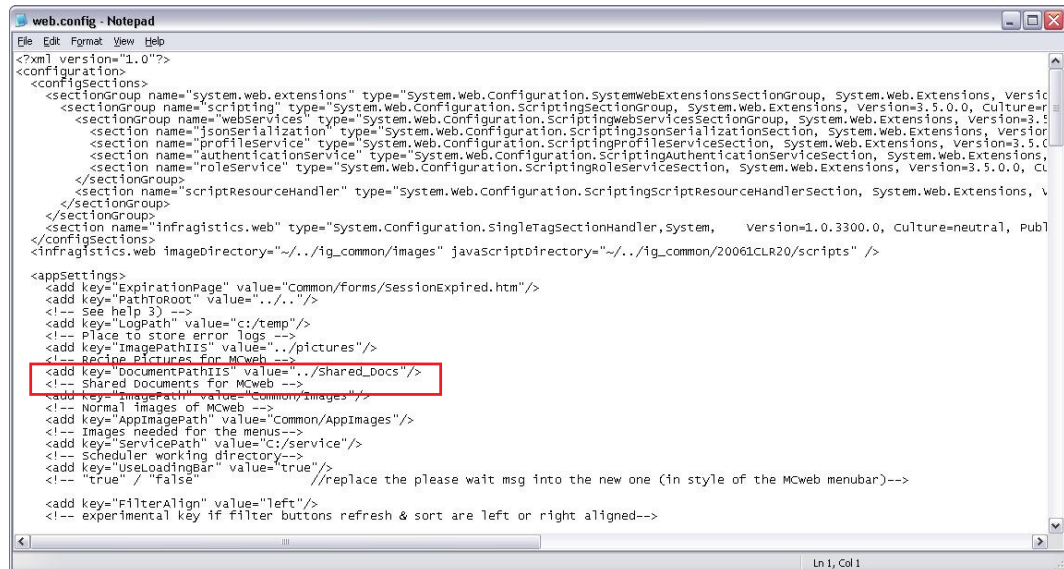 web.config - Notepad
File Edit Format View Help
<?xml version="1.0"?>
<configuration>
<configSections>
<sectionGroup name="system.web.extensions" type="System.Web.Configuration.SystemWebExtensionsSectionGroup, System.Web.Extensions, Versic
<sectionGroup name="scripting" type="System.Web.Configuration.ScriptingSectionGroup, System.Web.Extensions, Version=3.5.0.0, Culture=r
<sectionGroup name="webServices" type="System.Web.Configuration.ScriptingWebServicesSectionGroup, System.Web.Extensions, Version=3.5
<section name="jsonSerialization" type="System.Web.Configuration.ScriptingJsonSerializationSection, System.Web.Extensions, Version
<section name="profileService" type="System.Web.Configuration.ScriptingProfileServiceSection, System.Web.Extensions, Version=3.5.0
<section name="authenticationService" type="System.Web.Configuration.ScriptingAuthenticationServiceSection, System.Web.Extensions,
<section name="roleService" type="System.Web.Configuration.ScriptingRoleServiceSection, System.Web.Extensions, Version=3.5.0.0, Cu
</sectionGroup>
<section name="scriptResourceHandler" type="System.Web.Configuration.ScriptingScriptResourceHandlerSection, System.Web.Extensions, V
</sectionGroup>
</sectionGroup>
<section name="infragistics.web" type="System.Configuration.SingleTagSectionHandler,System, Version=1.0.3300.0, Culture=neutral, Publ
</configSections>
<infragistics.web imageDirectory="~/../ig_common/images" javaScriptDirectory="~/../ig_common/20061CLR20/scripts" />
<appSettings>
<add key="ExpirationPage" value="Common/forms/SessionExpired.htm"/>
<add key="PathToRoot" value="../.."/>
<!-- See help 3) -->
<add key="LogPath" value="c:/temp"/>
<!-- Place to store error logs -->
<add key="ImagePathIIS" value="../pictures"/>
<!-- Recipe Pictures for MCweb -->
<add key="DocumentPathIIS" value="../Shared_Docs"/>
<!-- Shared Documents for MCweb -->
<add key="ImagePath" value="Common/Images"/>
<!-- Normal images of MCweb -->
<add key="AppImagePath" value="Common/AppImages"/>
<!-- Images needed for the menus-->
<add key="ServicePath" value="C:/service"/>
<!-- Scheduler working directory-->
<add key="UseLoadingBar" value="true"/>
<!-- "true" / "false" //replace the please wait msg into the new one (in style of the MCweb menubar)-->
<add key="FilterAlign" value="left"/>
<!-- experimental key if filter buttons refresh & sort are left or right aligned-->
Ln 1, Col 1